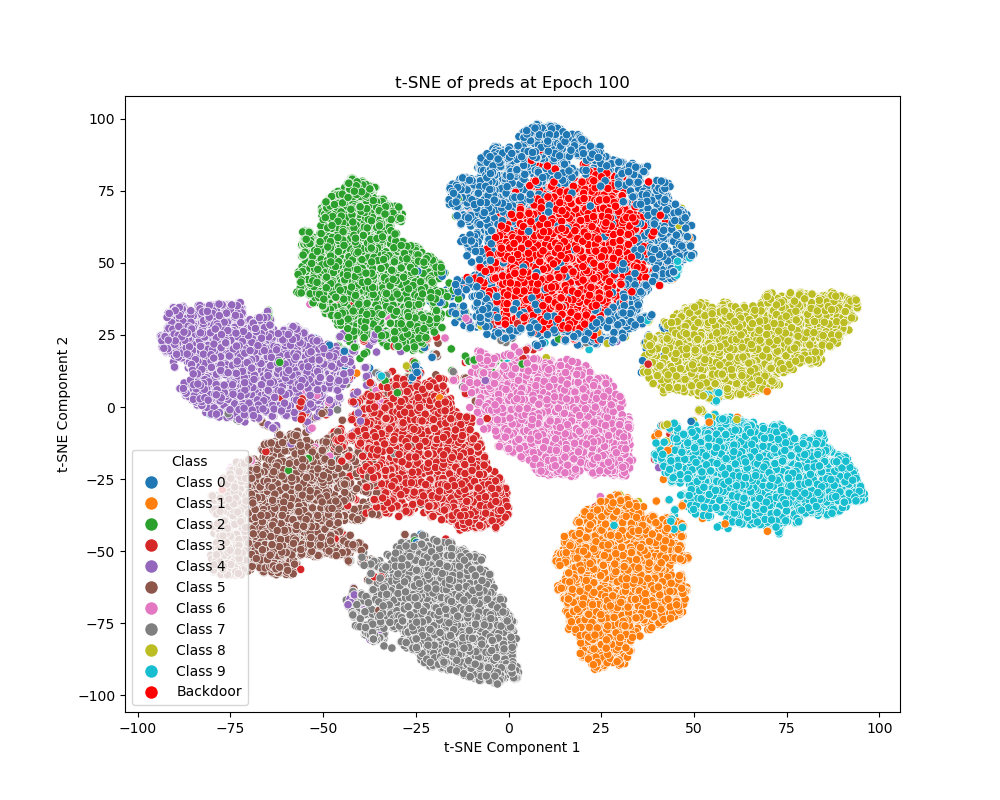 t-SNE of preds at Epoch 100
t-SNE Component 2
100
75
50
25
0
−25
−50
−75
−100
Class
Class 0
Class 1
Class 2
Class 3
Class 4
Class 5
Class 6
Class 7
Class 8
Class 9
Backdoor
−100 −75 −50 −25 0 25 50 75 100
t-SNE Component 1